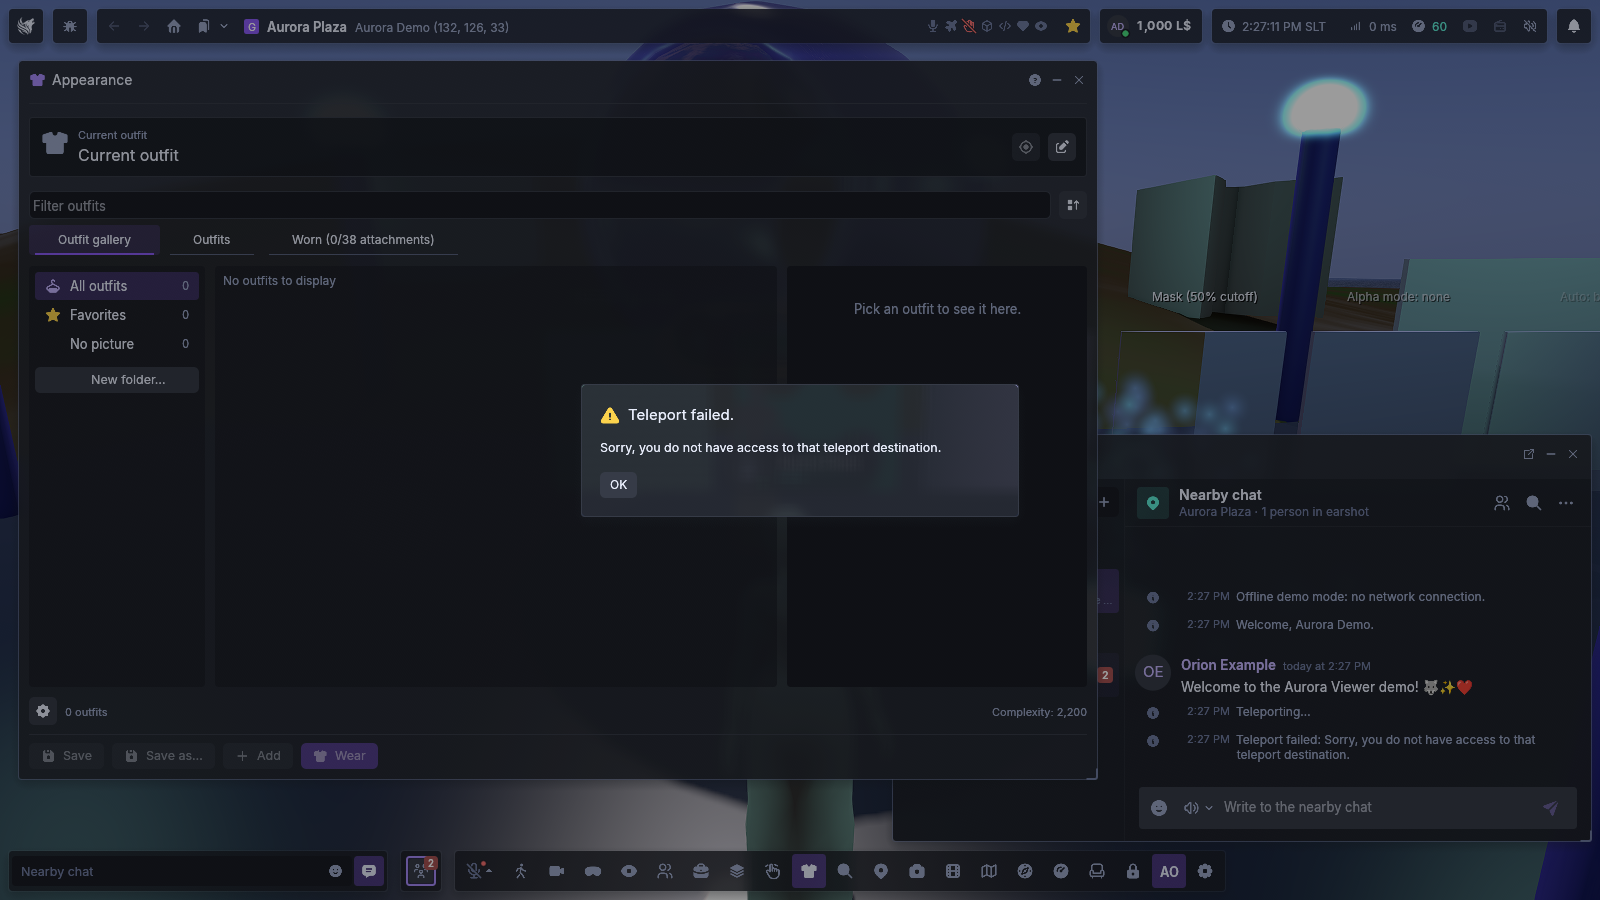 G Aurora Plaza Aurora Demo (132, 126, 33)
AD 1,000 L$
2:27:11 PM SLT 0 ms 60
Appearance
Current outfit
Current outfit
Filter outfits
Outfit gallery Outfits Worn (0/38 attachments)
All outfits 0
Favorites 0
No picture 0
New folder...
No outfits to display
Pick an outfit to see it here.
Mask (50% cutoff) Alpha mode: none
Teleport failed.
Sorry, you do not have access to that teleport destination.
OK
0 outfits
Complexity: 2,200
Save Save as... Add Wear
Nearby chat
Aurora Plaza · 1 person in earshot
2:27 PM Offline demo mode: no network connection.
2:27 PM Welcome, Aurora Demo.
OE Orion Example today at 2:27 PM
Welcome to the Aurora Viewer demo! 🐺✨❤️
2:27 PM Teleporting...
2:27 PM Teleport failed: Sorry, you do not have access to that
teleport destination.
2
Write to the nearby chat
Nearby chat
2
AO